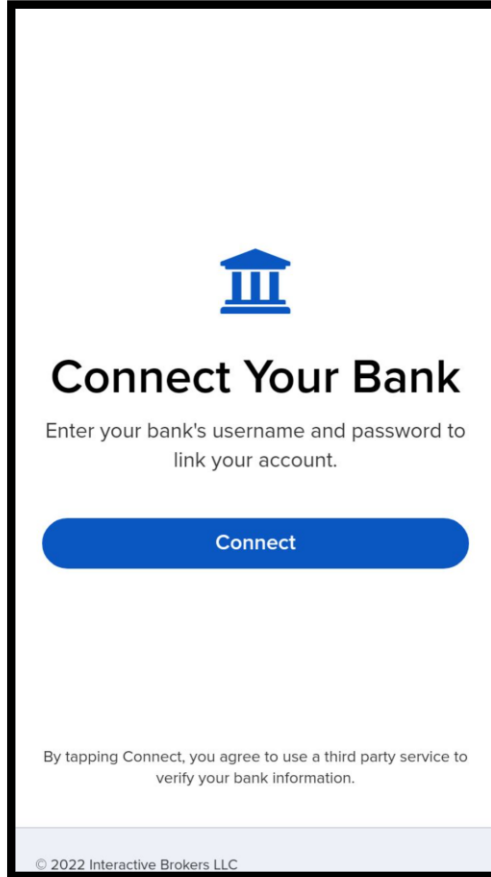 Connect Your Bank
Enter your bank's username and password to
link your account.
Connect
By tapping Connect, you agree to use a third party service to
verify your bank information.
© 2022 Interactive Brokers LLC